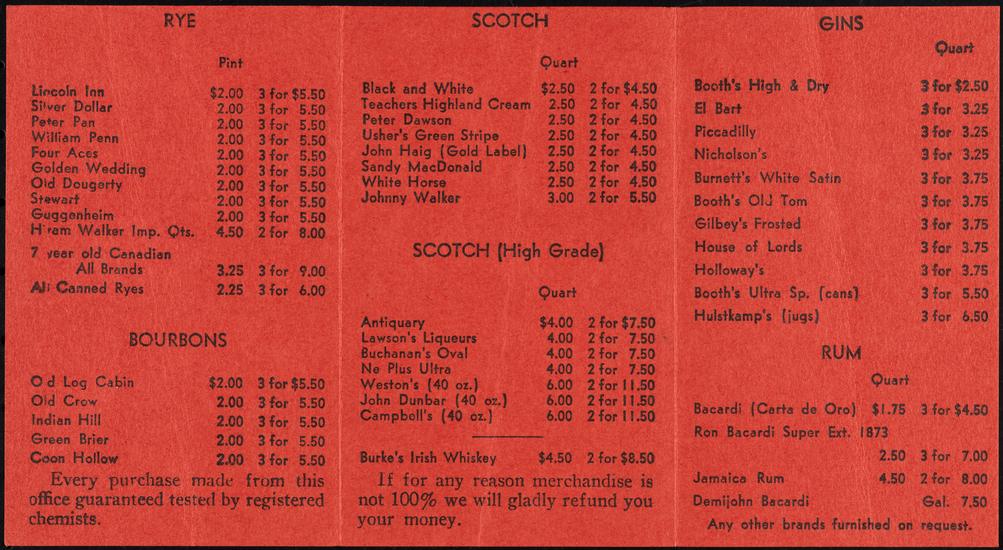 RYE
Pint
Lincoln Inn $2.00 3 for $5.50
Silver Dollar 2.00 3 for 5.50
Peter Pan 2.00 3 for 5.50
William Penn 2.00 3 for 5.50
Four Aces 2.00 3 for 5.50
Golden Wedding 2.00 3 for 5.50
Old Dougerty 2.00 3 for 5.50
Stewart 2.00 3 for 5.50
Guggenheim 2.00 3 for 5.50
Hiram Walker Imp. Qts. 4.50 2 for 8.00
7 year old Canadian
All Brands 3.25 3 for 9.00
All Canned Ryes 2.25 3 for 6.00
BOURBONS
Old Log Cabin $2.00 3 for $5.50
Old Crow 2.00 3 for 5.50
Indian Hill 2.00 3 for 5.50
Green Brier 2.00 3 for 5.50
Coon Hollow 2.00 3 for 5.50
Every purchase made from this
office guaranteed tested by registered
chemists.
SCOTCH
Quart
Black and White $2.50 2 for $4.50
Teachers Highland Cream 2.50 2 for 4.50
Peter Dawson 2.50 2 for 4.50
Usher's Green Stripe 2.50 2 for 4.50
John Haig (Gold Label) 2.50 2 for 4.50
Sandy MacDonald 2.50 2 for 4.50
White Horse 2.50 2 for 4.50
Johnny Walker 3.00 2 for 5.50
SCOTCH (High Grade)
Quart
Antiquary $4.00 2 for $7.50
Lawson's Liqueurs 4.00 2 for 7.50
Buchanan's Oval 4.00 2 for 7.50
Ne Plus Ultra 4.00 2 for 7.50
Weston's (40 oz.) 6.00 2 for 11.50
John Dunbar (40 oz.) 6.00 2 for 11.50
Campbell's (40 oz.) 6.00 2 for 11.50
Burke's Irish Whiskey $4.50 2 for $8.50
If for any reason merchandise is
not 100% we will gladly refund you
your money.
GINS
Quart
Booth's High & Dry 3 for $2.50
El Bart 3 for 3.25
Piccadilly 3 for 3.25
Nicholson's 3 for 3.25
Burnett's White Satin 3 for 3.75
Booth's Old Tom 3 for 3.75
Gilbey's Frosted 3 for 3.75
House of Lords 3 for 3.75
Holloway's 3 for 3.75
Booth's Ultra Sp. (cans) 3 for 5.50
Hulstkamp's (jugs) 3 for 6.50
RUM
Quart
Bacardi (Carta de Oro) $1.75 3 for $4.50
Ron Bacardi Super Ext. 1873
2.50 3 for 7.00
Jamaica Rum 4.50 2 for 8.00
Demijohn Bacardi Gal. 7.50
Any other brands furnished on request.